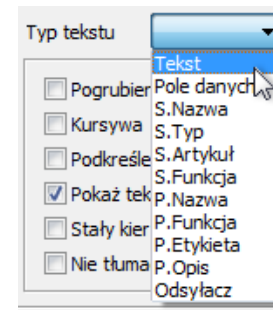 Typ tekstu
Tekst
Pole danych
S.Nazwa
S.Typ
S.Artykuł
S.Funkcja
P.Nazwa
P.Funkcja
P.Etykieta
P.Opis
Odsyłacz
Pogrubier
Kursywa
Podkreśle
Pokaż tek
Stały kier
Nie tłuma